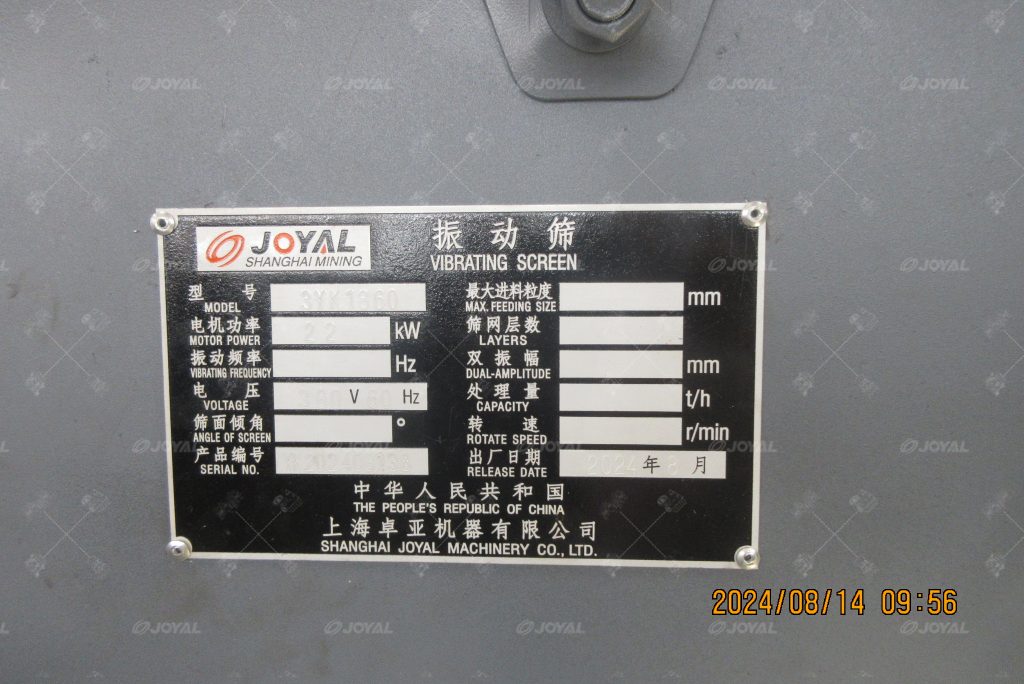 JOYAL
SHANGHAI MINING
振动筛
VIBRATING SCREEN
型 号 3YK1860
MODEL
电机功率 22 kW
MOTOR POWER
振动频率 Hz
VIBRATING FREQUENCY
电 压 V Hz
VOLTAGE
筛面倾角 °
ANGLE OF SCREEN
产品编号
SERIAL NO.
最大进料粒度 mm
MAX. FEEDING SIZE
筛网层数
LAYERS
双振幅 mm
DUAL-AMPLITUDE
处理量 t/h
CAPACITY
转 速 r/min
ROTATE SPEED
出厂日期 2024 年 8 月
RELEASE DATE
中华人民共和国
THE PEOPLE'S REPUBLIC OF CHINA
上海卓亚机器有限公司
SHANGHAI JOYAL MACHINERY CO., LTD.
2024/08/14 09:56